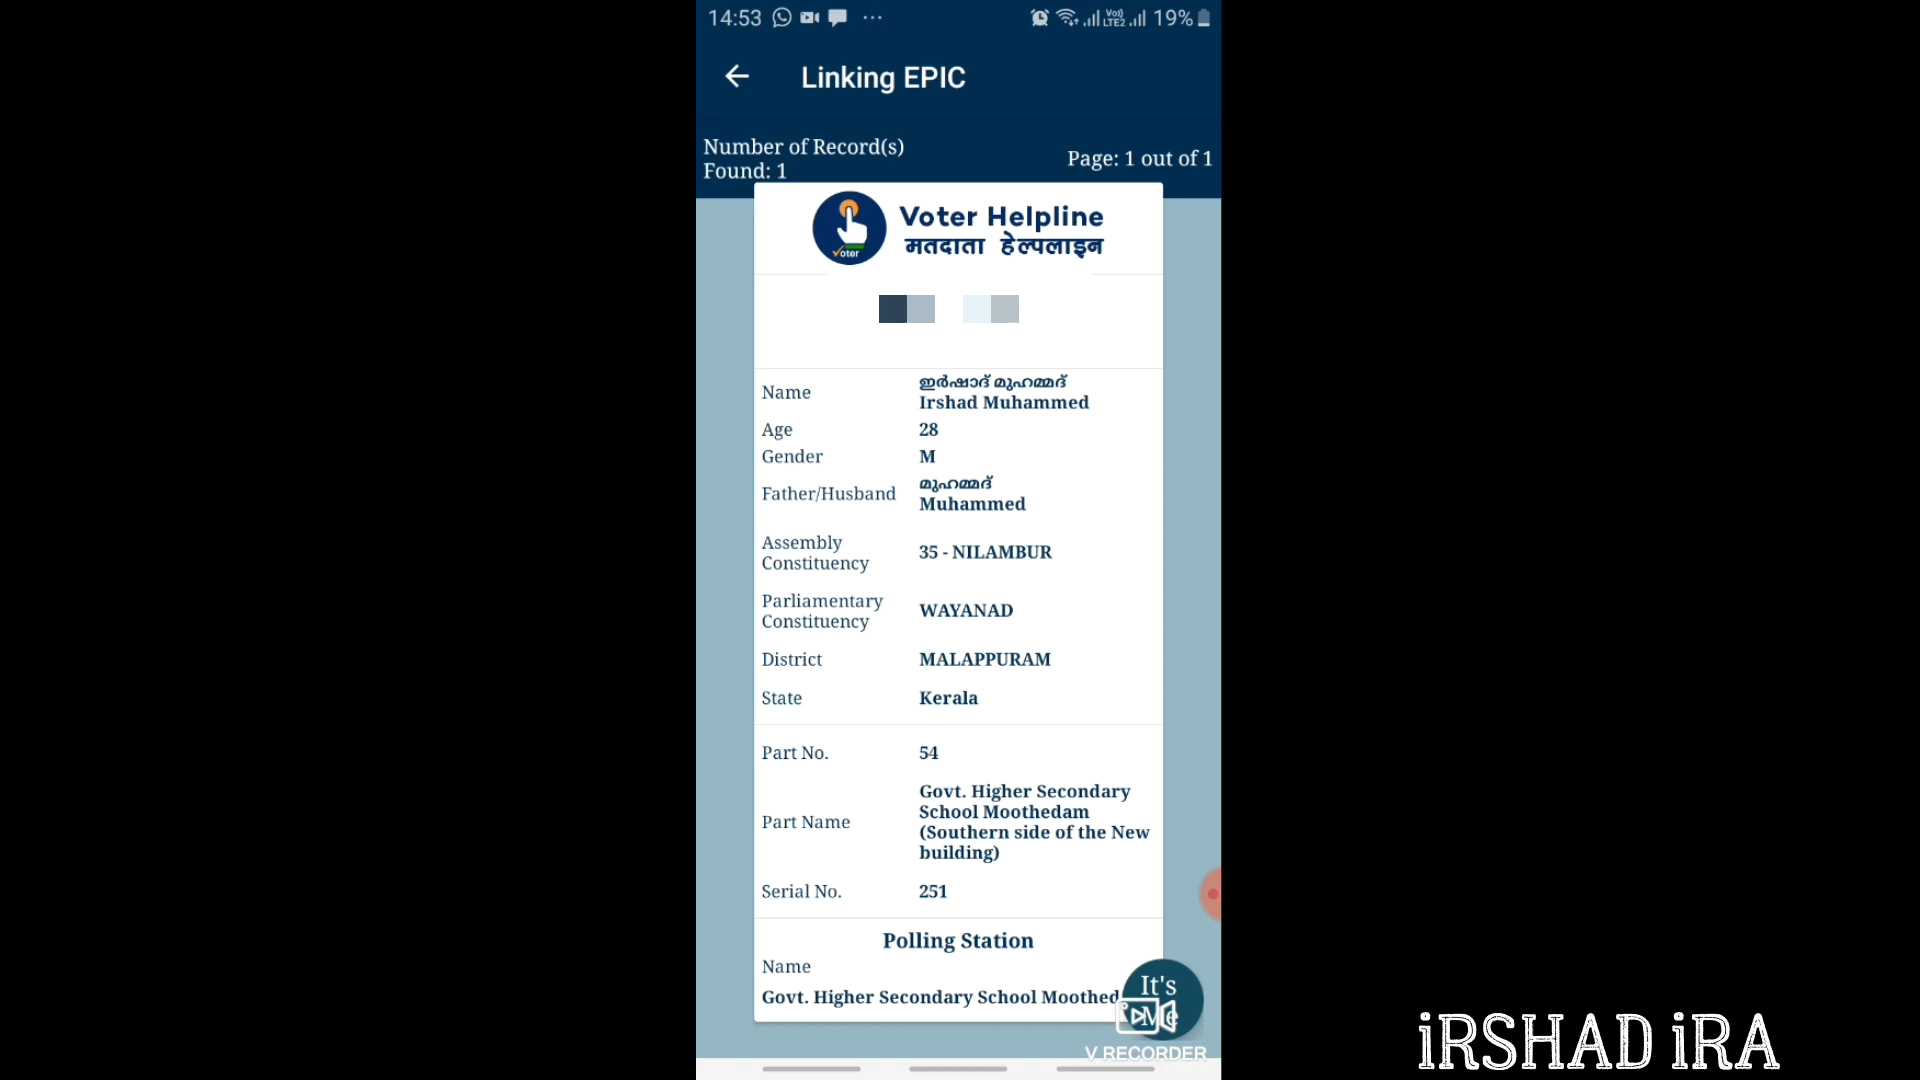 14:53 19%
Linking EPIC
Number of Record(s)
Found: 1
Page: 1 out of 1
Voter Helpline
मतदाता हेल्पलाइन
Name
ഇർഷാദ് മുഹമ്മദ്
Irshad Muhammed
Age 28
Gender M
Father/Husband
മുഹമ്മദ്
Muhammed
Assembly
Constituency
35 - NILAMBUR
Parliamentary
Constituency
WAYANAD
District MALAPPURAM
State Kerala
Part No. 54
Part Name
Govt. Higher Secondary
School Moothedam
(Southern side of the New
building)
Serial No. 251
Polling Station
Name
Govt. Higher Secondary School Moothed
It's
Me
V RECORDER
iRSHAD iRA